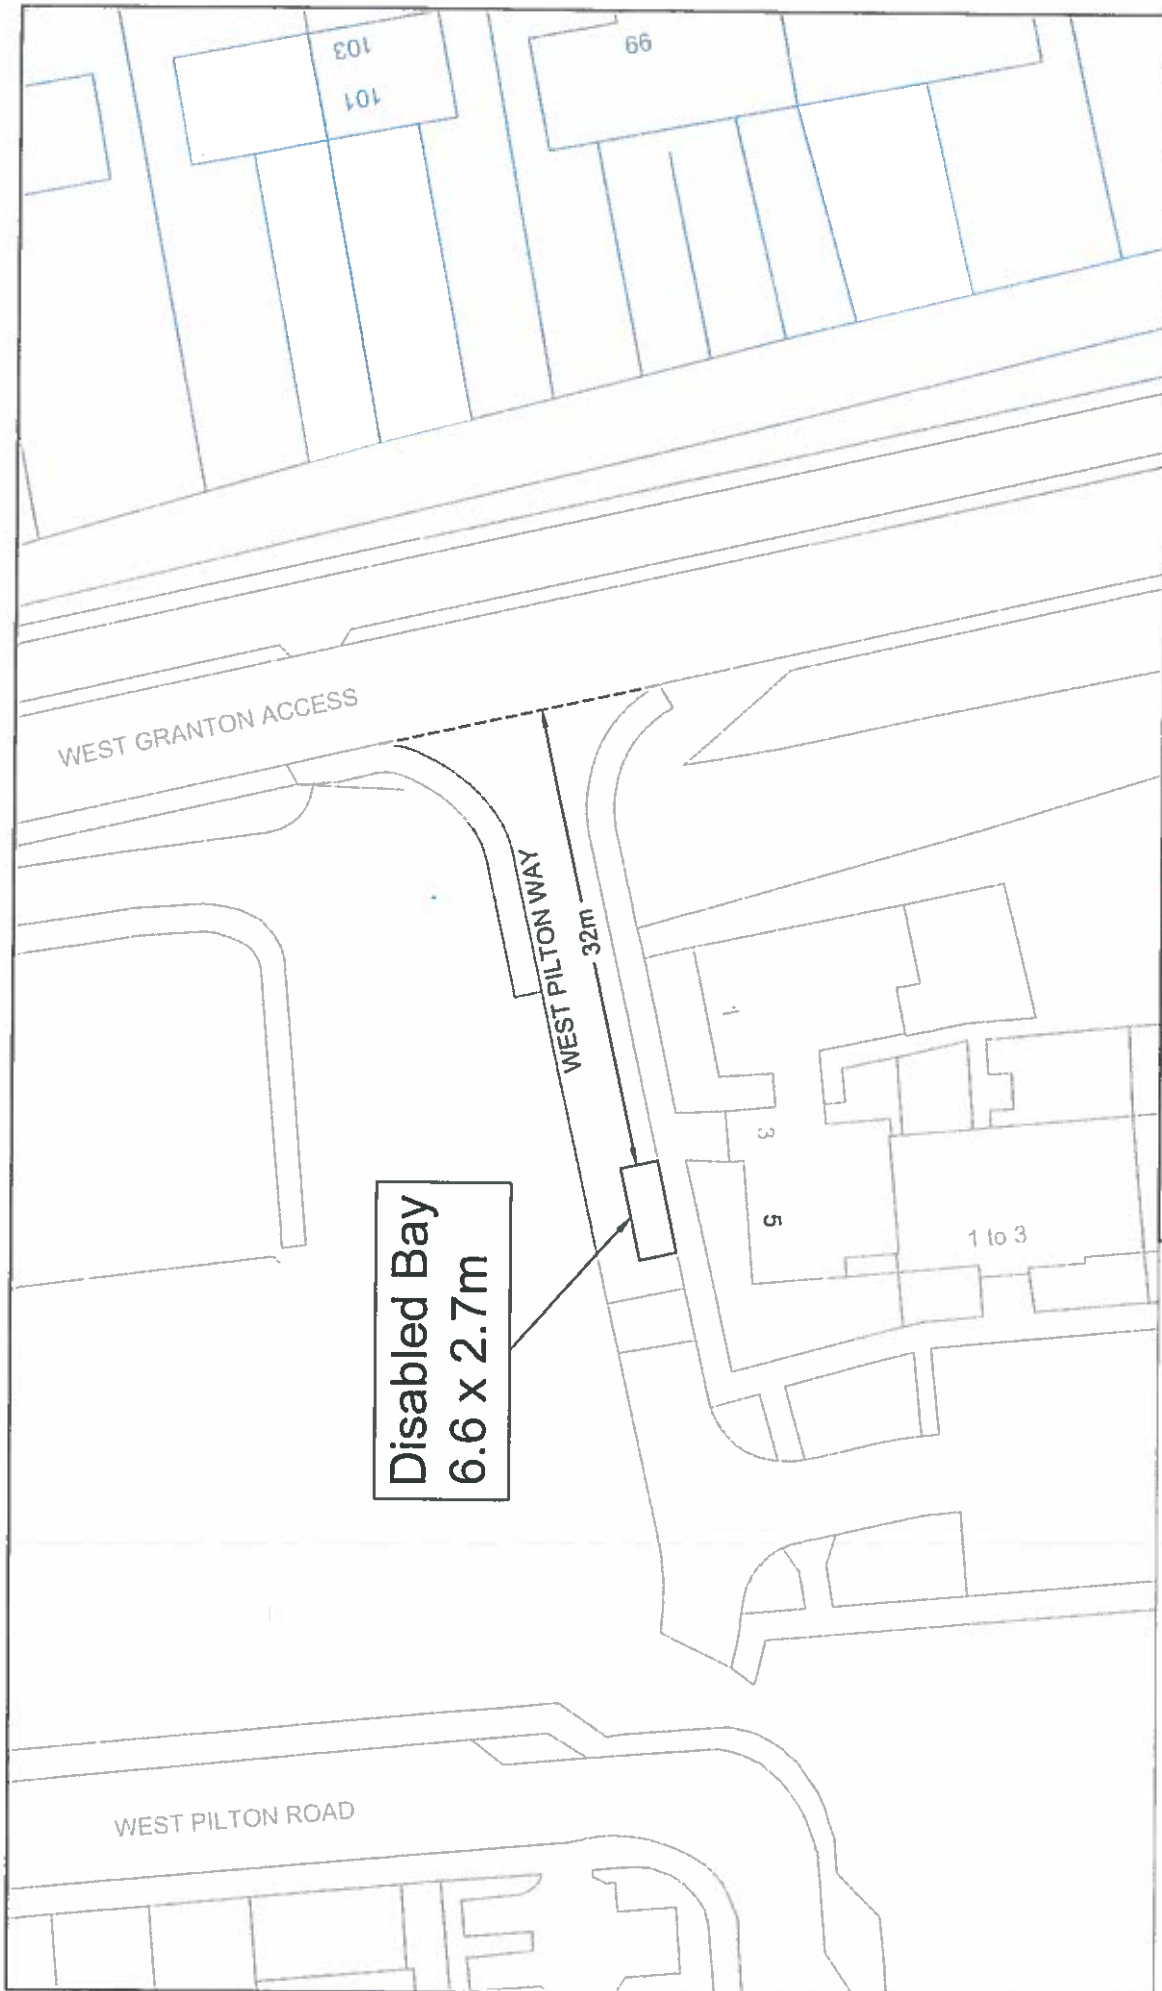 103
101
99
WEST GRANTON ACCESS
WEST PILTON WAY
32m
1
3
5
1 to 3
Disabled Bay
6.6 x 2.7m
WEST PILTON ROAD